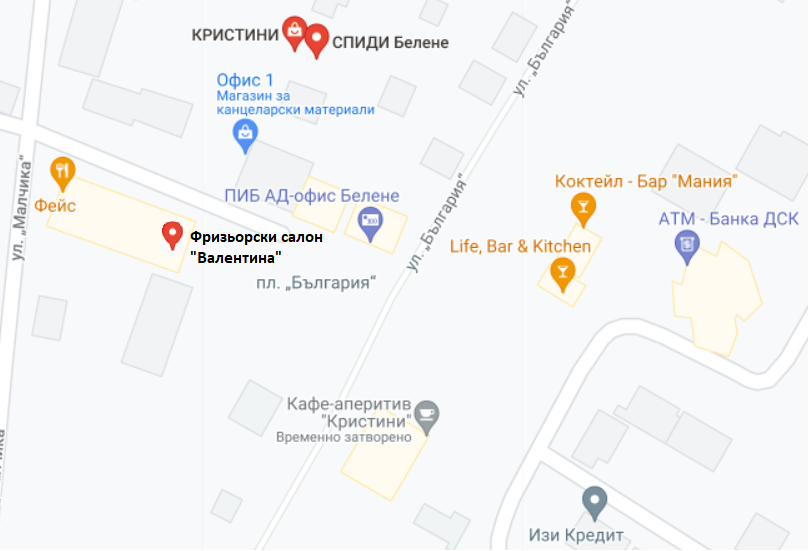 КРИСТИНИ
СПИДИ Белене
ул. „България“
Офис 1
Магазин за
канцеларски материали
Фейс
ул. „Малчика“
ПИБ АД-офис Белене
Фризьорски салон
"Валентина"
пл. „България“
ул. „България“
Коктейл - Бар "Мания"
АТМ - Банка ДСК
Life, Bar & Kitchen
Кафе-аперитив
"Кристини"
Временно затворено
Изи Кредит